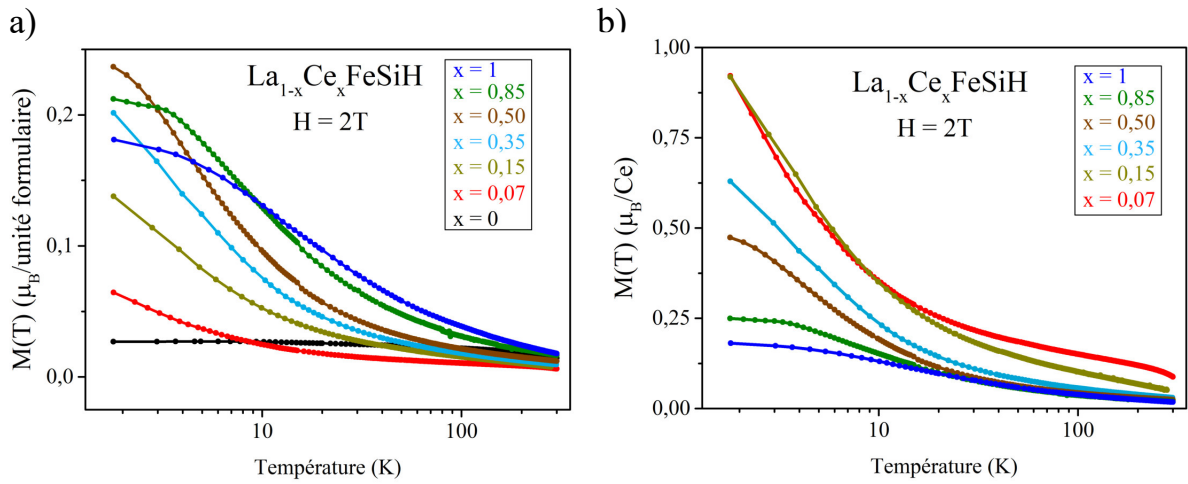 a)
La₁₋ₓCeₓFeSiH
H = 2T
x = 1
x = 0,85
x = 0,50
x = 0,35
x = 0,15
x = 0,07
x = 0
0,2
0,1
0,0
10
100
M(T) (μB/unité formulaire)
Température (K)
b)
La₁₋ₓCeₓFeSiH
H = 2T
x = 1
x = 0,85
x = 0,50
x = 0,35
x = 0,15
x = 0,07
1,00
0,75
0,50
0,25
0,00
10
100
M(T) (μB/Ce)
Température (K)